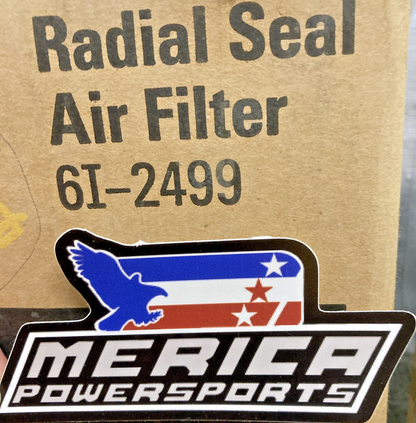 Radial Seal
Air Filter
6I-2499
MERICA
POWERSPORTS